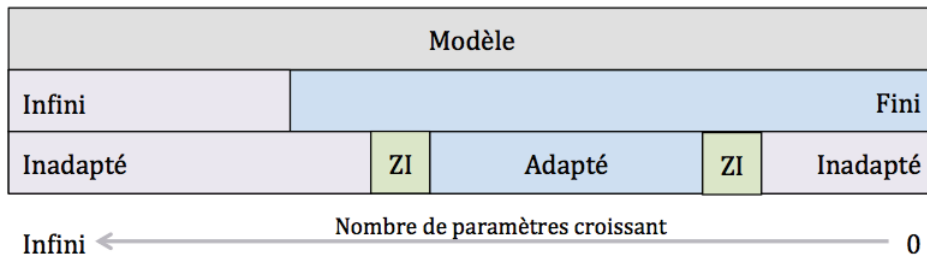 Modèle
Infini Fini
Inadapté ZI Adapté ZI Inadapté
Nombre de paramètres croissant
Infini 0